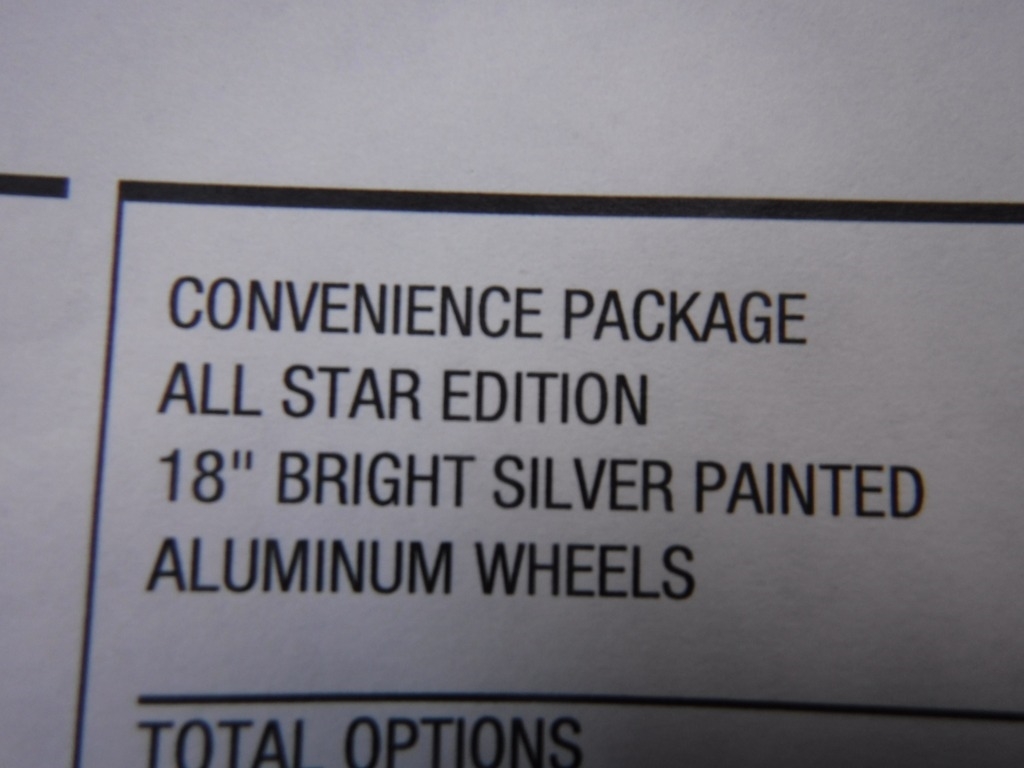 CONVENIENCE PACKAGE
ALL STAR EDITION
18" BRIGHT SILVER PAINTED
ALUMINUM WHEELS
TOTAL OPTIONS